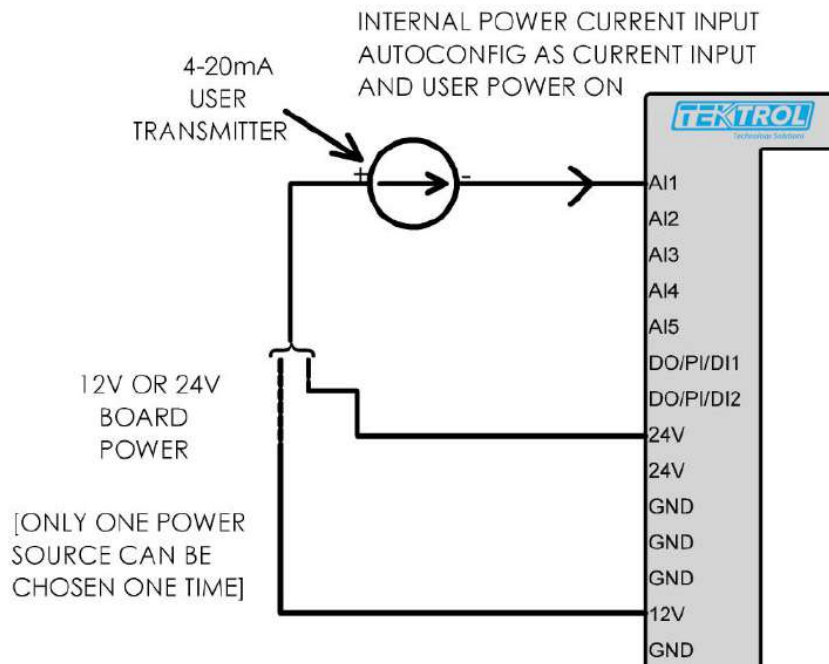 INTERNAL POWER CURRENT INPUT
AUTOCONFIG AS CURRENT INPUT
AND USER POWER ON
4-20mA
USER
TRANSMITTER
TEKTROL
Technology Solutions
+
-
AI1
AI2
AI3
AI4
AI5
DO/PI/DI1
DO/PI/DI2
24V
24V
GND
GND
GND
12V
GND
12V OR 24V
BOARD
POWER
[ONLY ONE POWER
SOURCE CAN BE
CHOSEN ONE TIME]